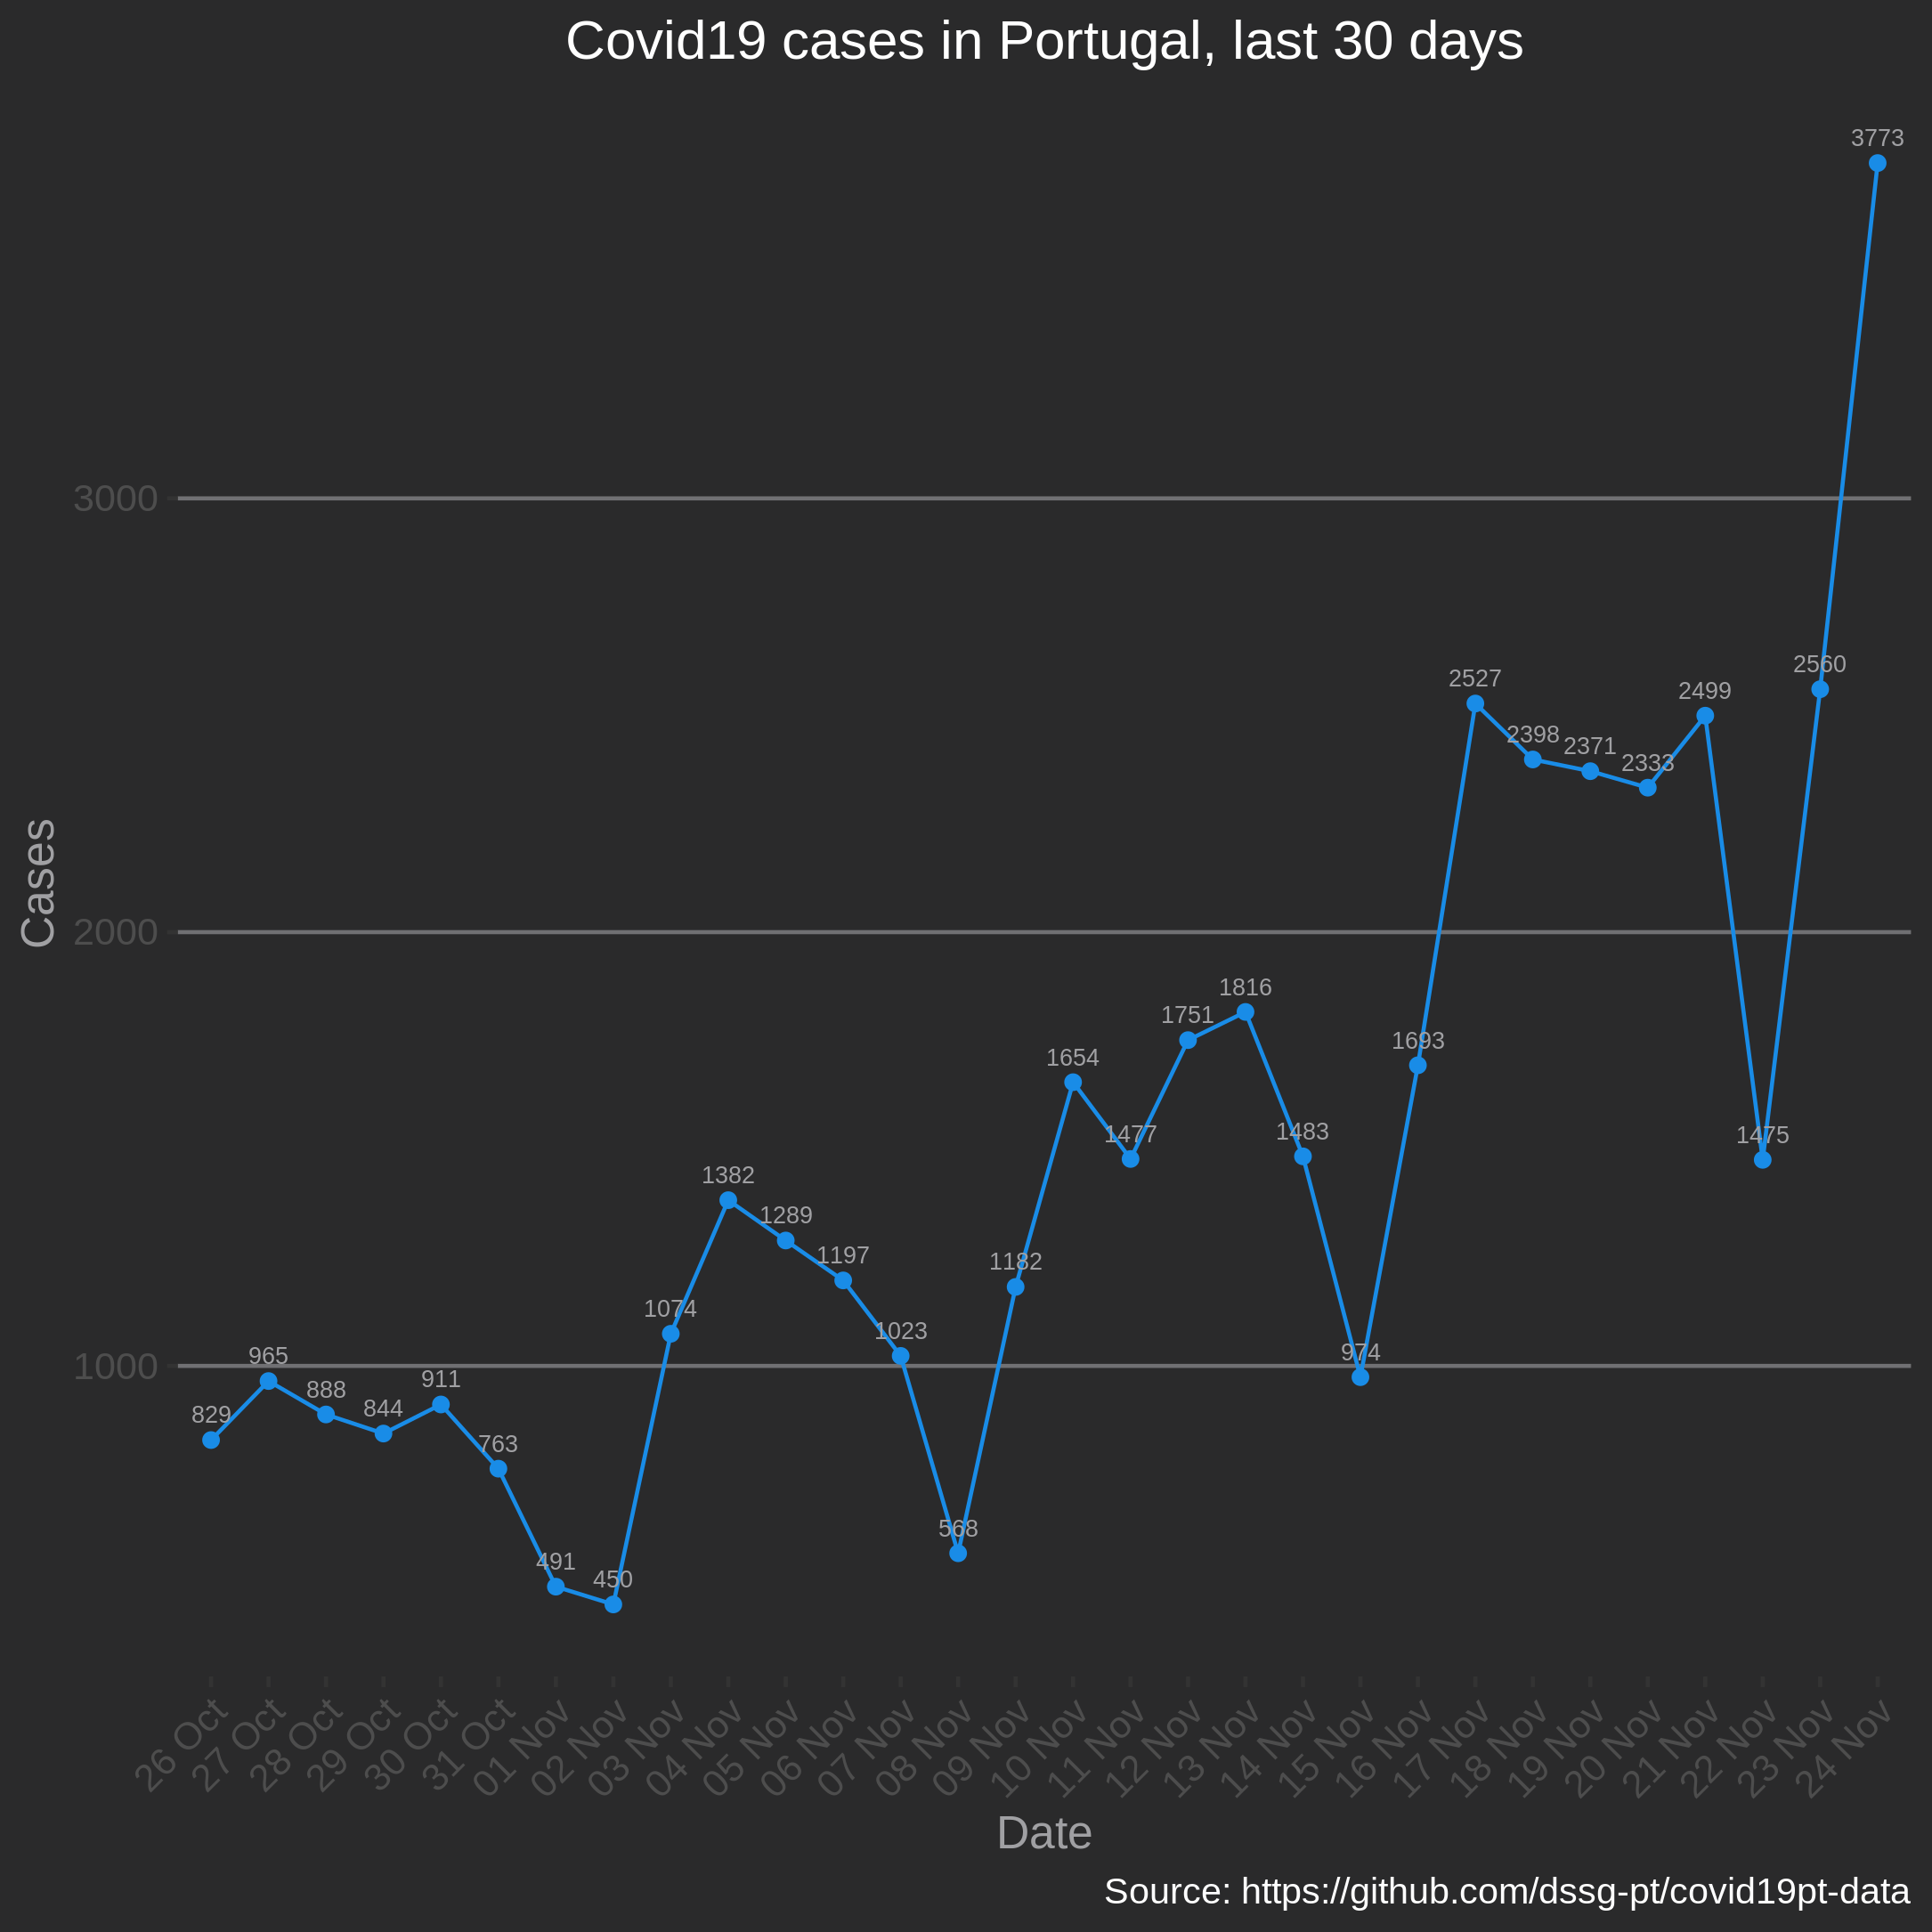 Covid19 cases in Portugal, last 30 days
3773
3000
2560
2527
2499
2398
2371
2333
Cases
2000
1816
1751
1693
1654
1483
1477
1475
1382
1289
1197
1182
1074
1023
1000
974
965
911
888
844
829
763
568
491
450
26 Oct
27 Oct
28 Oct
29 Oct
30 Oct
31 Oct
01 Nov
02 Nov
03 Nov
04 Nov
05 Nov
06 Nov
07 Nov
08 Nov
09 Nov
10 Nov
11 Nov
12 Nov
13 Nov
14 Nov
15 Nov
16 Nov
17 Nov
18 Nov
19 Nov
20 Nov
21 Nov
22 Nov
23 Nov
24 Nov
Date
Source: https://github.com/dssg-pt/covid19pt-data